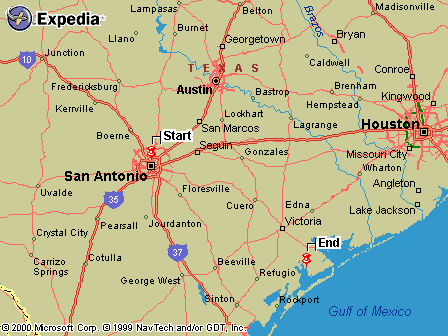 Expedia
Lampasas
Killeen
Madisonville
Burnet
Llano
Georgetown
Bryan
Brazos
Junction
10
TEXAS
Caldwell
Conroe
Fredericksburg
Austin
Bastrop
Brenham
Kingwood
Kerrville
Hempstead
Lockhart
Lagrange
Houston
San Marcos
Boerne
Start
Seguin
Gonzales
Missouri City
San Antonio
Wharton
Uvalde
Floresville
Angleton
35
Cuero
Edna
Lake Jackson
Crystal City
Pearsall
Jourdanton
Victoria
End
Carrizo
Springs
Cotulla
37
Beeville
Refugio
George West
Sinton
Rockport
Gulf of Mexico
© 2000 Microsoft Corp. © 1999 NavTech and/or GDT, Inc.